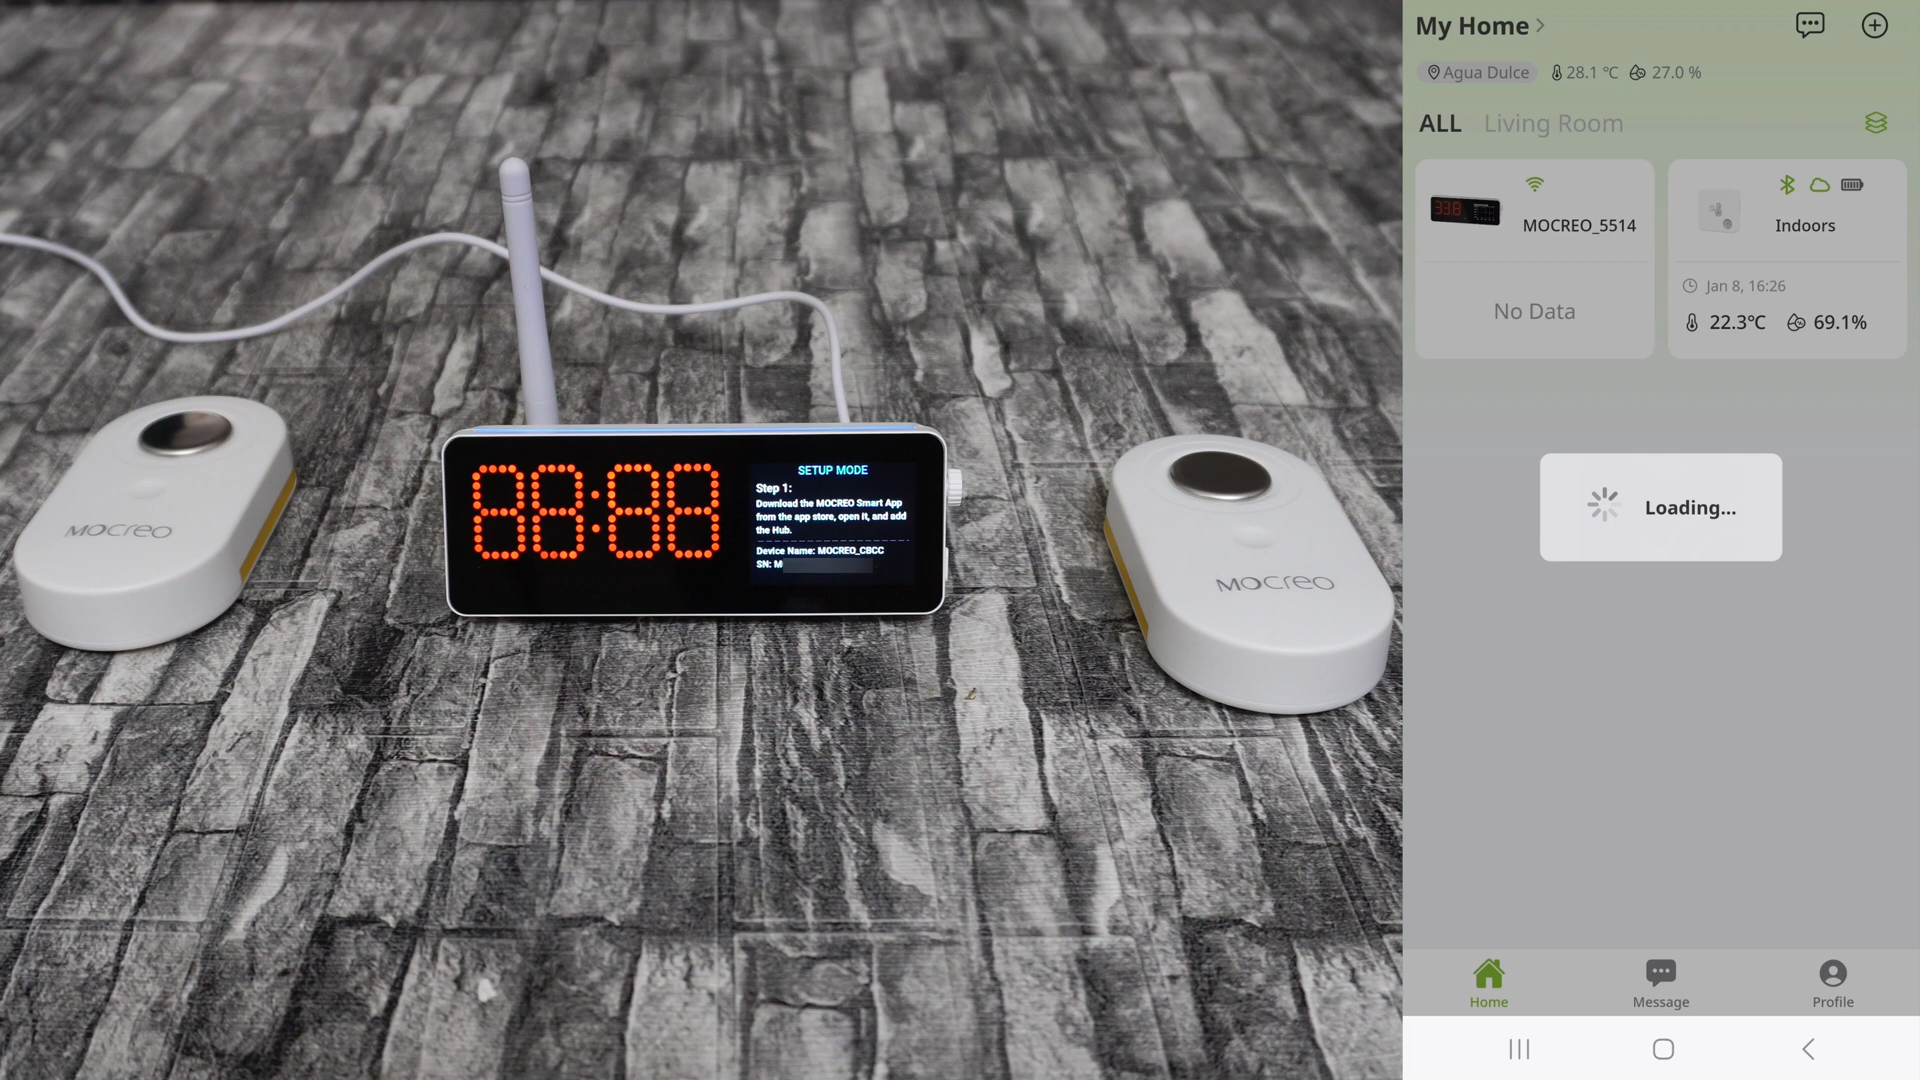 MOCREO
88:88
SETUP MODE
Step 1:
Download the MOCREO Smart App
from the app store, open it, and add
the Hub.
Device Name: MOCREO_CBCC
SN: M
MOCREO
My Home
Agua Dulce 28.1 ℃ 27.0 %
ALL Living Room
33.8
MOCREO_5514
No Data
Indoors
Jan 8, 16:26
22.3℃ 69.1%
Loading...
Home Message Profile